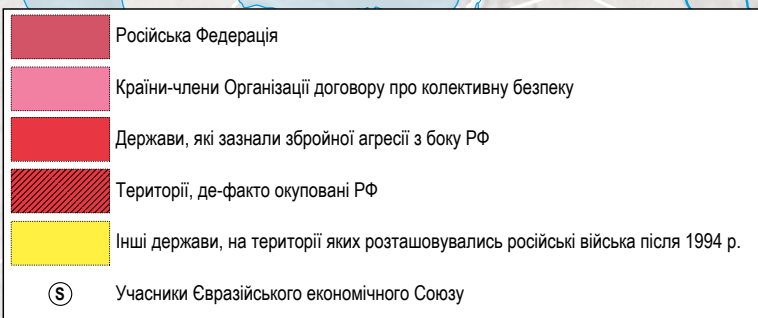 Російська Федерація
Країни-члени Організації договору про колективну безпеку
Держави, які зазнали збройної агресії з боку РФ
Території, де-факто окуповані РФ
Інші держави, на території яких розташовувались російські війська після 1994 р.
S Учасники Євразійського економічного Союзу